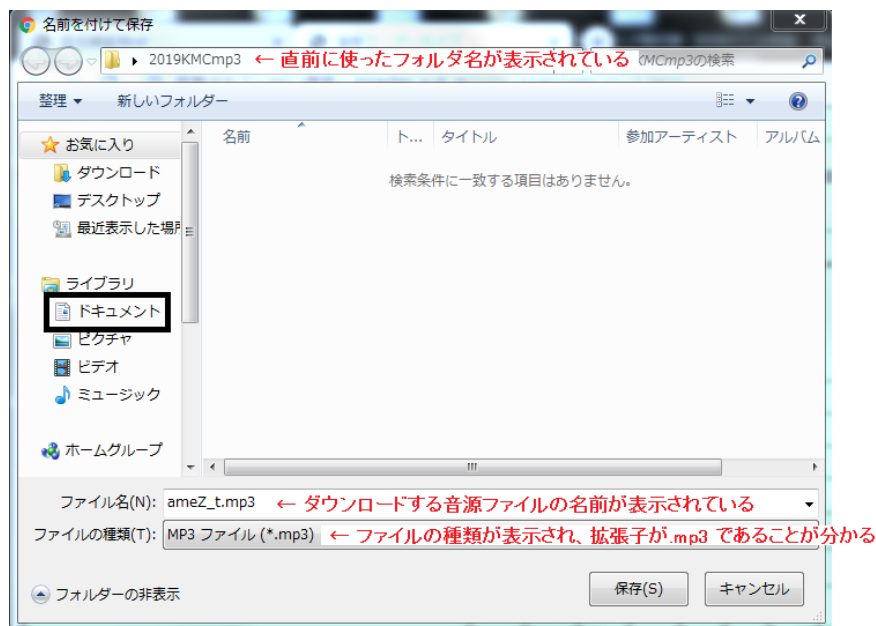 名前を付けて保存
x
2019KMCmp3 ← 直前に使ったフォルダ名が表示されている KMCmp3の検索
整理 新しいフォルダー
お気に入り
ダウンロード
デスクトップ
最近表示した場所
ライブラリ
ドキュメント
ピクチャ
ビデオ
ミュージック
ホームグループ
名前 ト... タイトル 参加アーティスト アルバム
検索条件に一致する項目はありません。
ファイル名(N): ameZ_t.mp3 ← ダウンロードする音源ファイルの名前が表示されている
ファイルの種類(T): MP3 ファイル (*.mp3) ← ファイルの種類が表示され、拡張子が.mp3 であることが分かる
フォルダーの非表示 保存(S) キャンセル